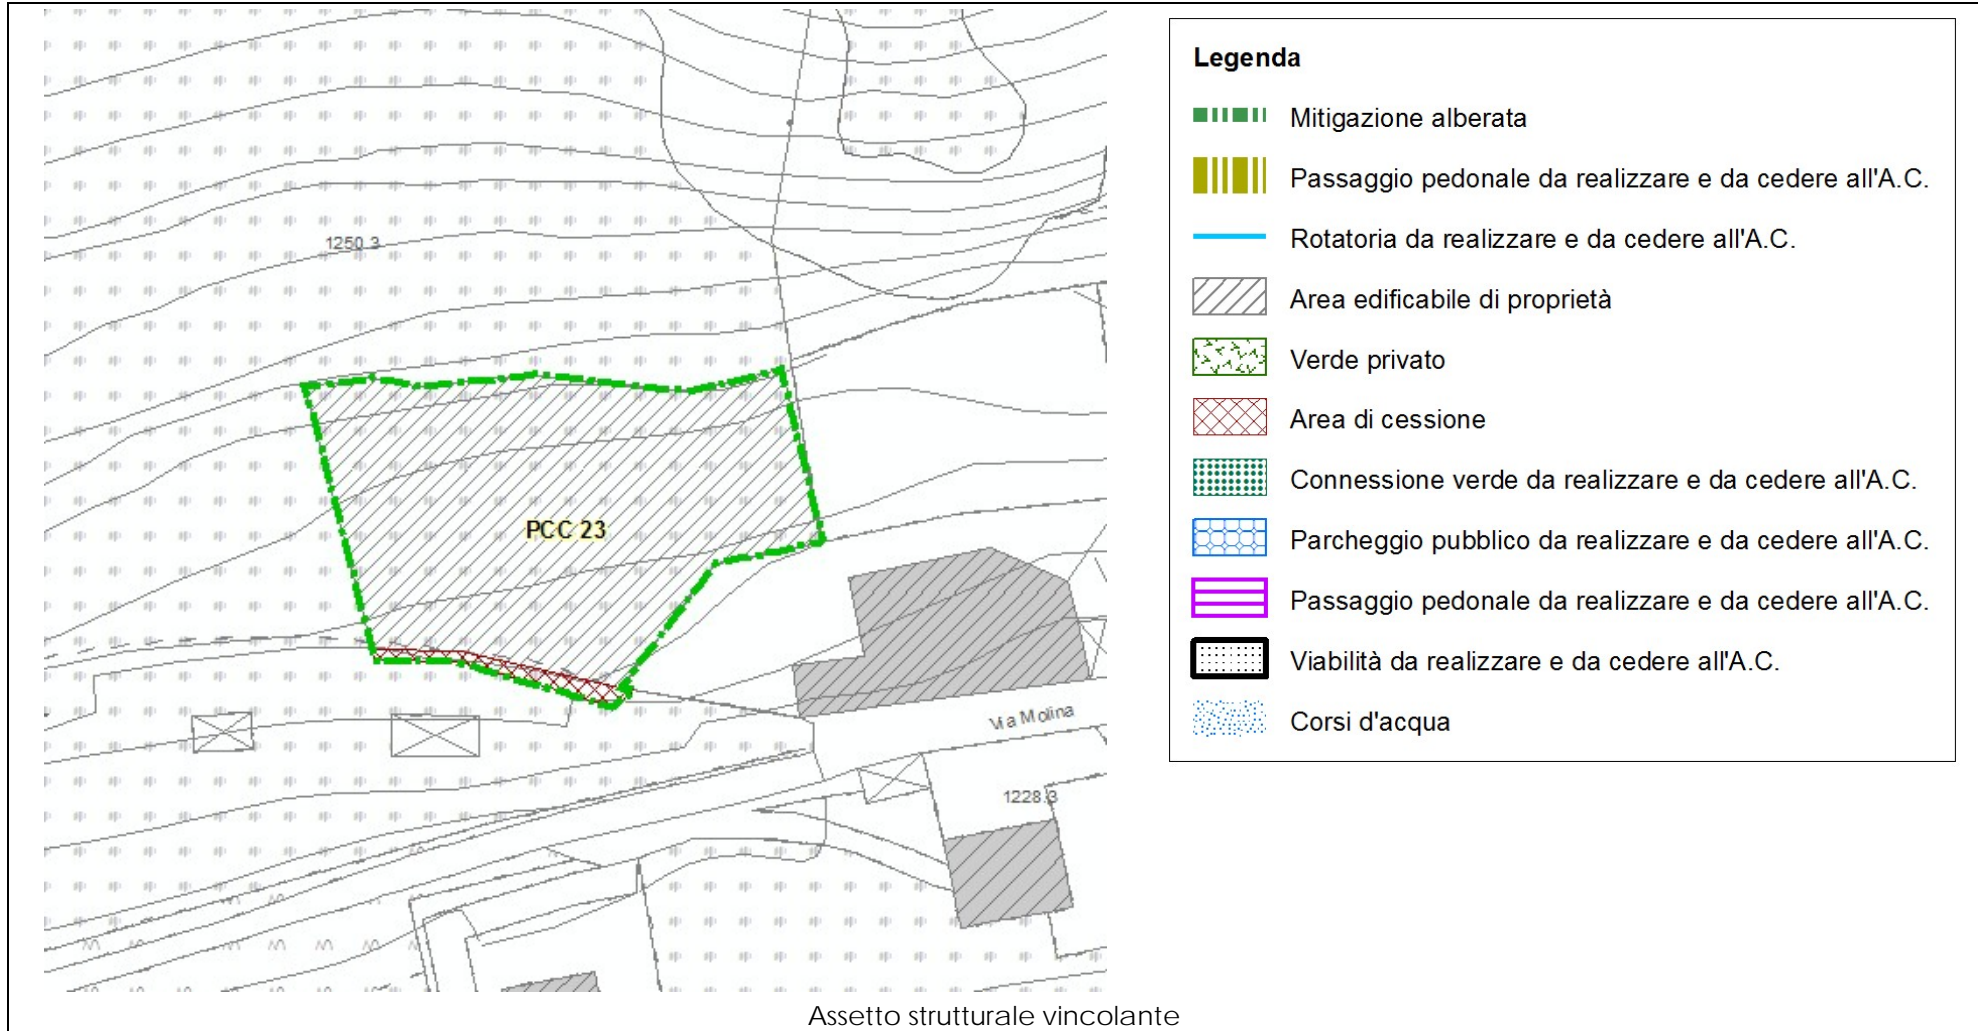 1250.3
PCC 23
Via Molina
1228.3
Legenda
Mitigazione alberata
Passaggio pedonale da realizzare e da cedere all'A.C.
Rotatoria da realizzare e da cedere all'A.C.
Area edificabile di proprietà
Verde privato
Area di cessione
Connessione verde da realizzare e da cedere all'A.C.
Parcheggio pubblico da realizzare e da cedere all'A.C.
Passaggio pedonale da realizzare e da cedere all'A.C.
Viabilità da realizzare e da cedere all'A.C.
Corsi d'acqua
Assetto strutturale vincolante